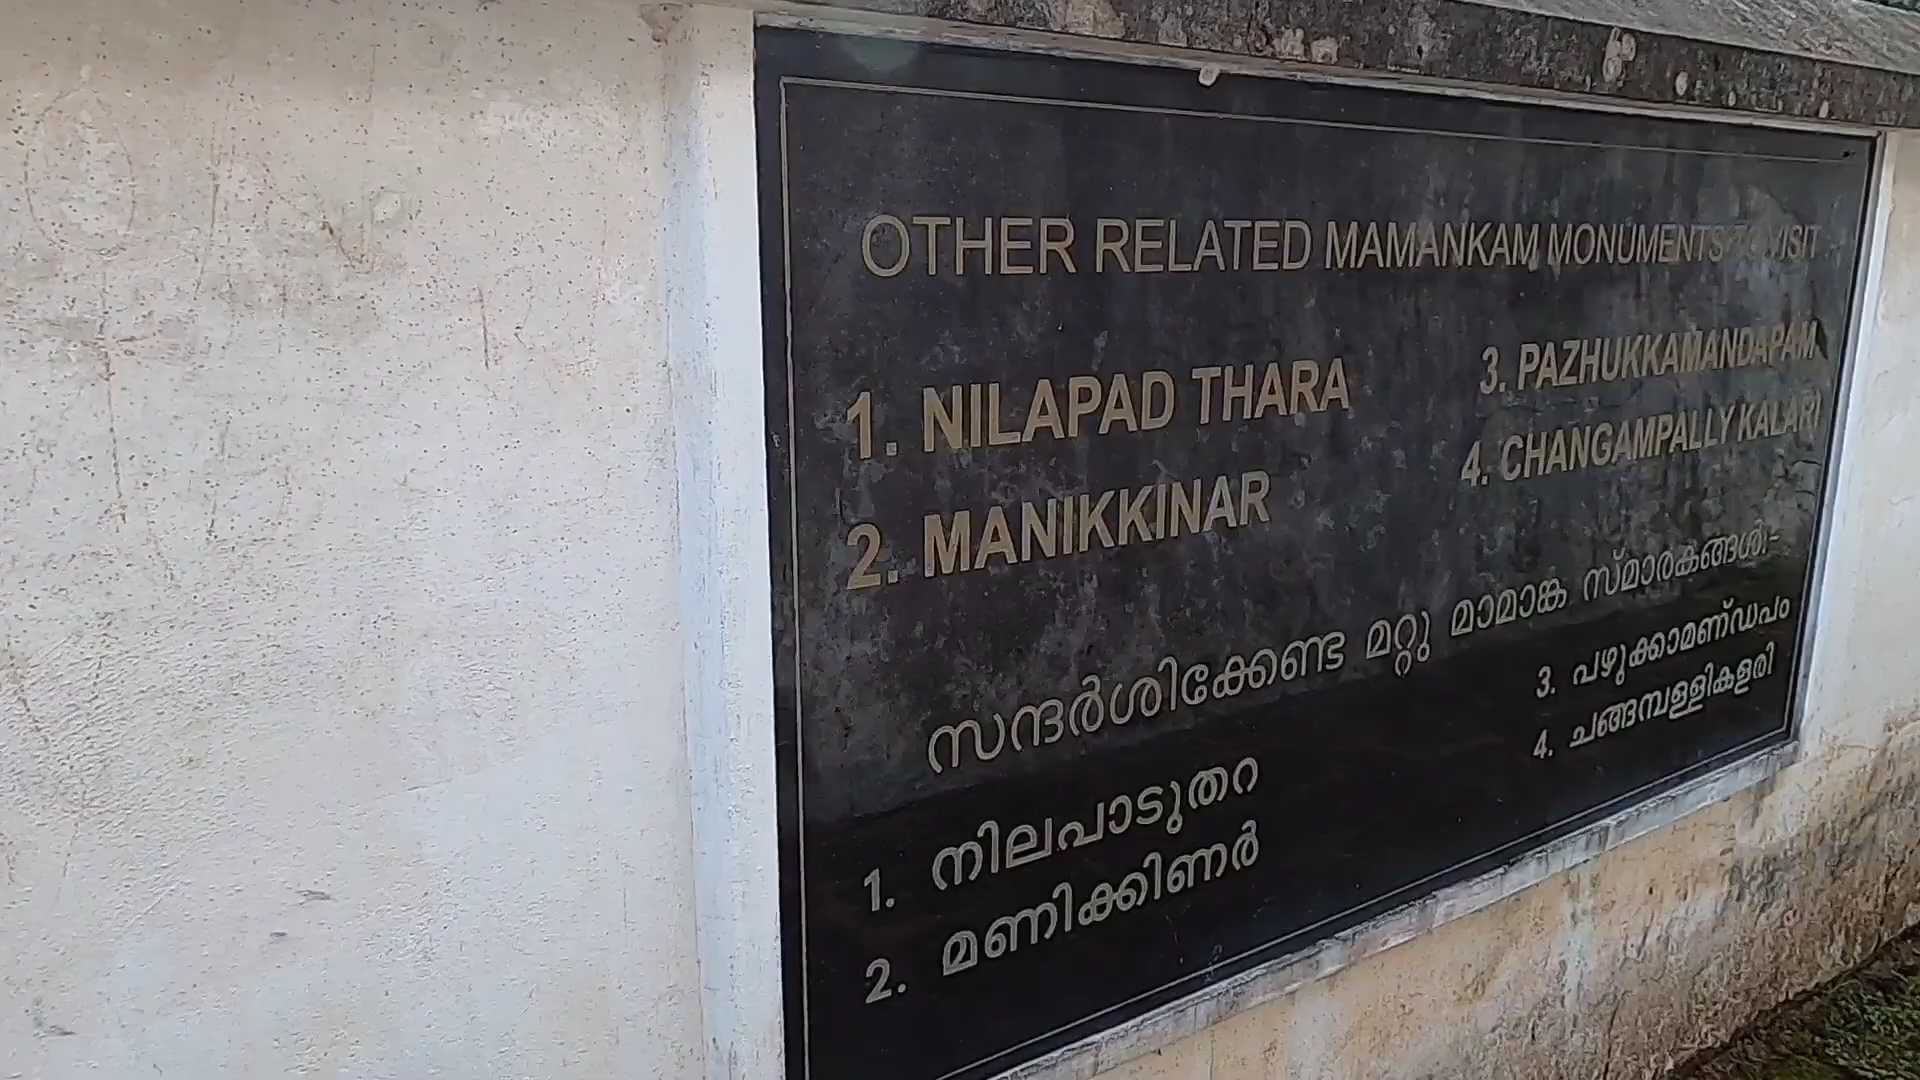 OTHER RELATED MAMANKAM MONUMENTS TO VISIT
1. NILAPAD THARA
2. MANIKKINAR
3. PAZHUKKAMANDAPAM
4. CHANGAMPALLY KALARI
സന്ദർശിക്കേണ്ട മറ്റു മാമാങ്ക സ്മാരകങ്ങൾ:-
1. നിലപാടുതറ
2. മണിക്കിണർ
3. പഴുക്കാമണ്ഡപം
4. ചങ്ങമ്പള്ളികളരി